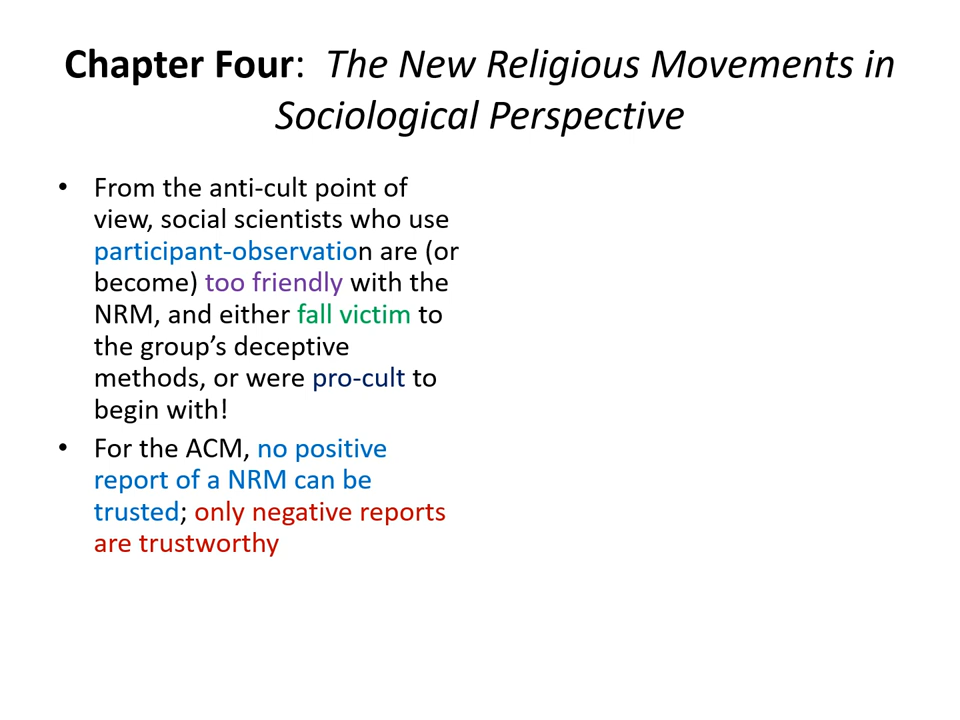 Chapter Four:  The New Religious Movements in
Sociological Perspective
• From the anti-cult point of
view, social scientists who use
participant-observation are (or
become) too friendly with the
NRM, and either fall victim to
the group’s deceptive
methods, or were pro-cult to
begin with!
• For the ACM, no positive
report of a NRM can be
trusted; only negative reports
are trustworthy